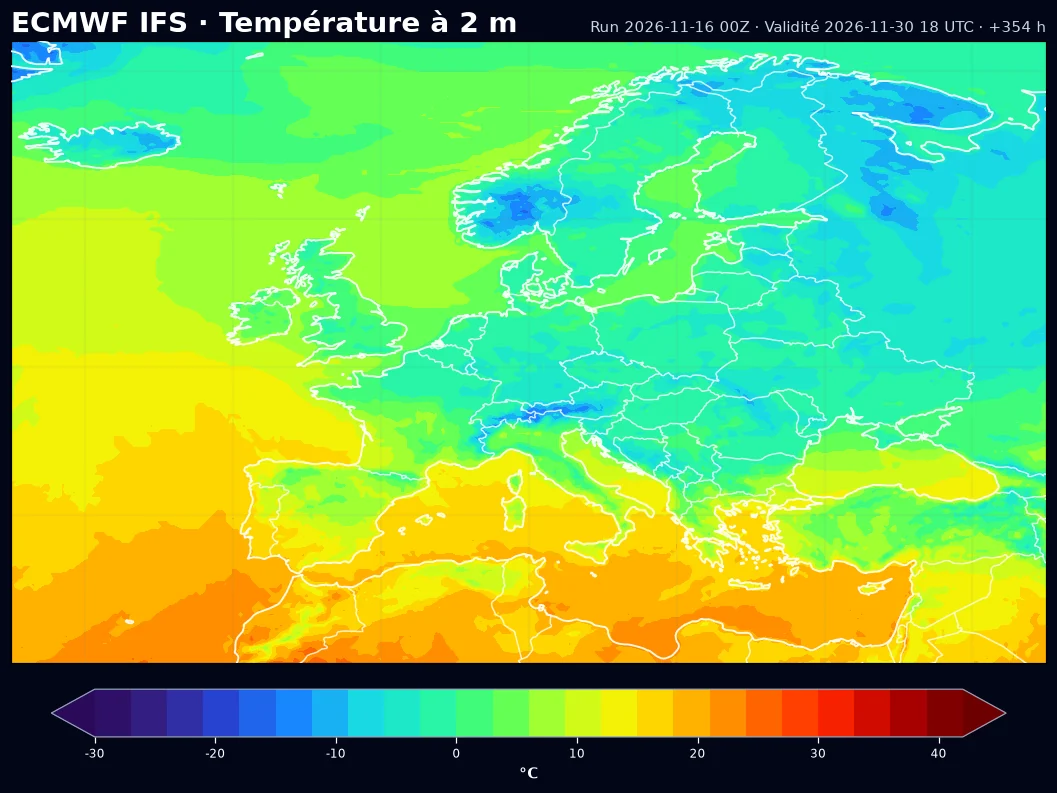 ECMWF IFS · Température à 2 m
Run 2026-11-16 00Z · Validité 2026-11-30 18 UTC · +354 h
-30 -20 -10 0 10 20 30 40
°C